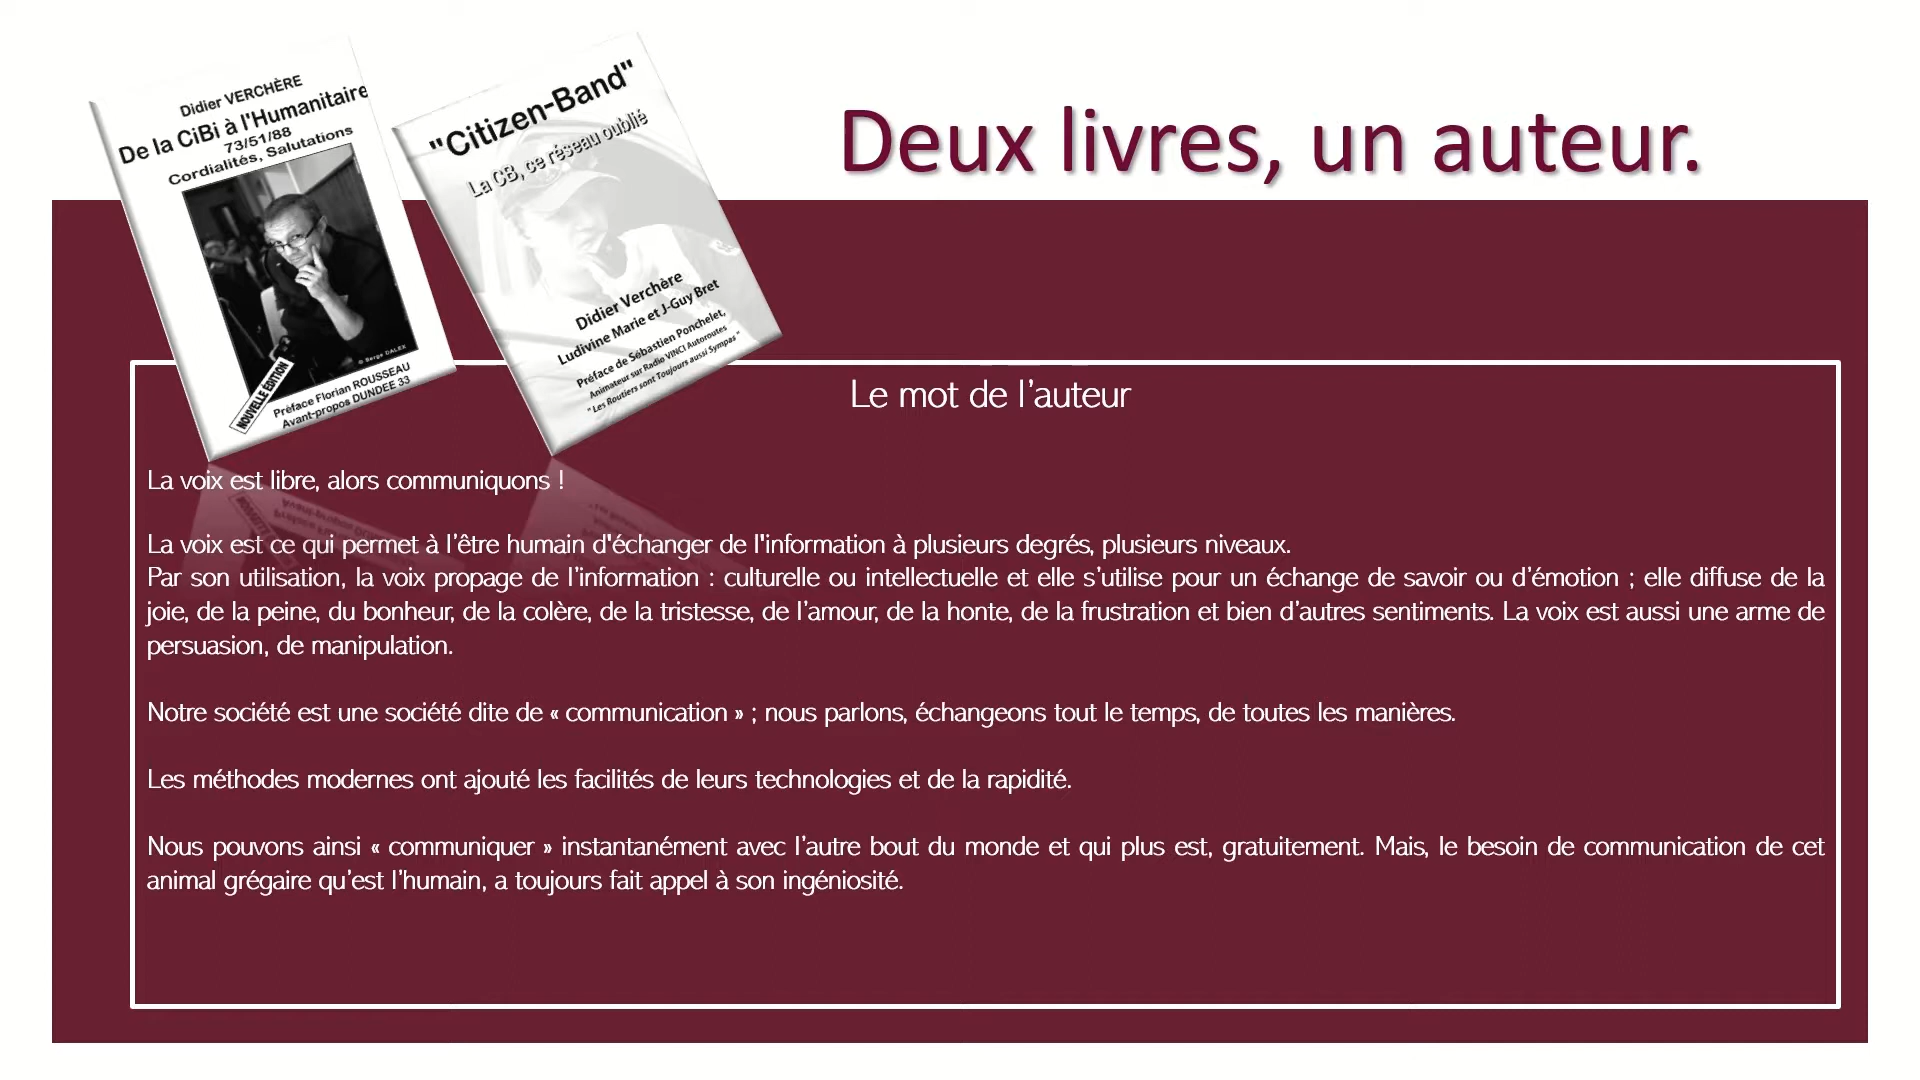 Didier VERCHÈRE
De la CiBi à l'Humanitaire
73/51/88
Cordialités, Salutations
© Serge DALEX
NOUVELLE ÉDITION
Préface Florian ROUSSEAU
Avant-propos DUNDEE 33
"Citizen-Band"
La CB, ce réseau oublié
Didier Verchère
Ludivine Marie et J-Guy Bret
Préface de Sébastien Ponchelet,
Animateur sur Radio VINCI Autoroutes
"Les Routiers sont Toujours aussi Sympas"
Deux livres, un auteur.
Le mot de l’auteur
La voix est libre, alors communiquons !
La voix est ce qui permet à l’être humain d'échanger de l'information à plusieurs degrés, plusieurs niveaux.
Par son utilisation, la voix propage de l’information : culturelle ou intellectuelle et elle s’utilise pour un échange de savoir ou d’émotion ; elle diffuse de la
joie, de la peine, du bonheur, de la colère, de la tristesse, de l’amour, de la honte, de la frustration et bien d’autres sentiments. La voix est aussi une arme de
persuasion, de manipulation.
Notre société est une société dite de « communication » ; nous parlons, échangeons tout le temps, de toutes les manières.
Les méthodes modernes ont ajouté les facilités de leurs technologies et de la rapidité.
Nous pouvons ainsi « communiquer » instantanément avec l’autre bout du monde et qui plus est, gratuitement. Mais, le besoin de communication de cet
animal grégaire qu’est l’humain, a toujours fait appel à son ingéniosité.